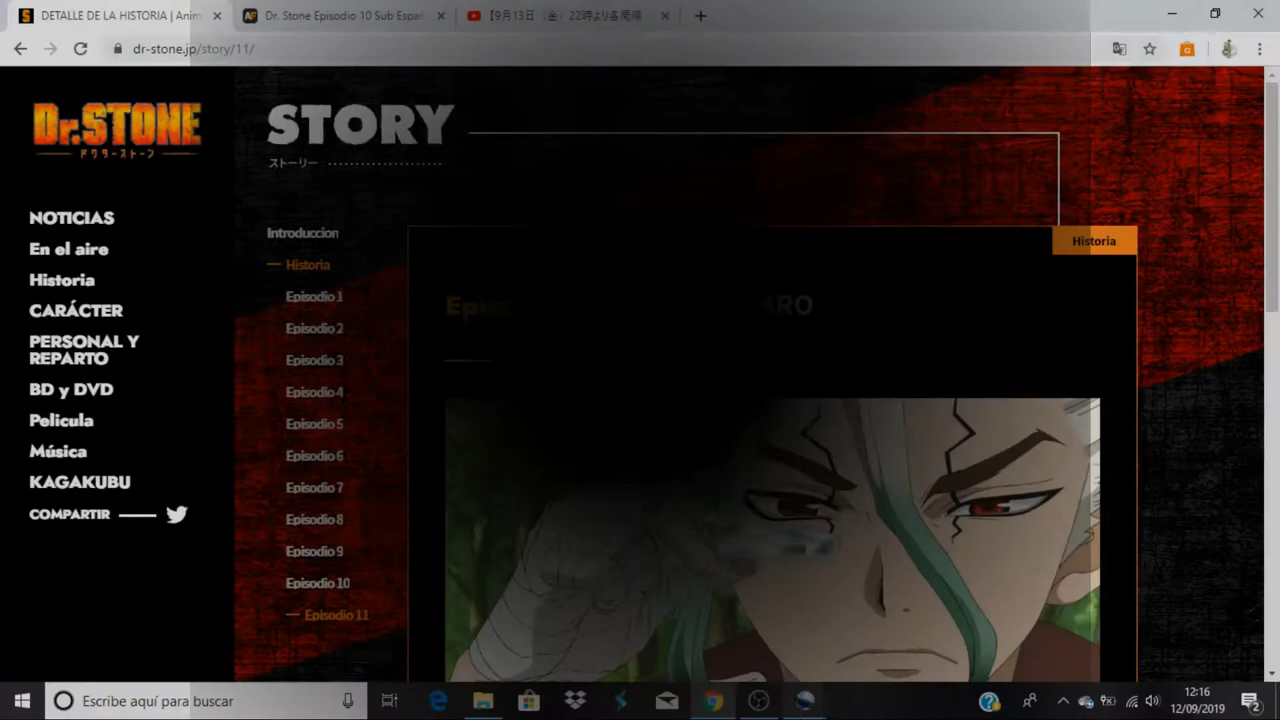 DETALLE DE LA HISTORIA | Anim
Dr. Stone Episodio 10 Sub Espai
【9月13日（金）22時より各閲
dr-stone.jp/story/11/
Dr.STONE
ドクターストーン
NOTICIAS
En el aire
Historia
CARÁCTER
PERSONAL Y
REPARTO
BD y DVD
Pelicula
Música
KAGAKUBU
COMPARTIR
STORY
ストーリー
Introduccion
Historia
Episodio 1
Episodio 2
Episodio 3
Episodio 4
Episodio 5
Episodio 6
Episodio 7
Episodio 8
Episodio 9
Episodio 10
Episodio 11
Historia
ARO
Escribe aquí para buscar
12:16
12/09/2019
2